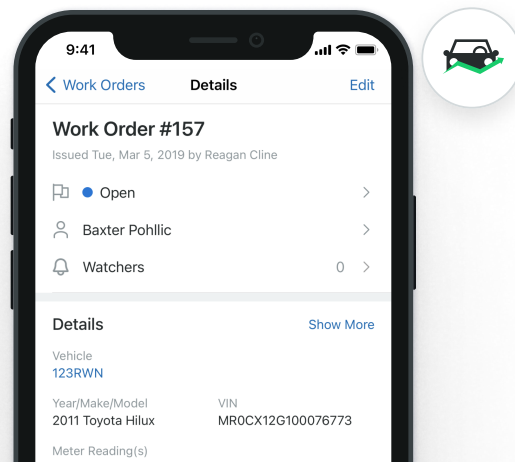 9:41
Work Orders Details Edit
Work Order #157
Issued Tue, Mar 5, 2019 by Reagan Cline
Open
Baxter Pohllic
Watchers 0
Details Show More
Vehicle
123RWN
Year/Make/Model VIN
2011 Toyota Hilux MR0CX12G100076773
Meter Reading(s)